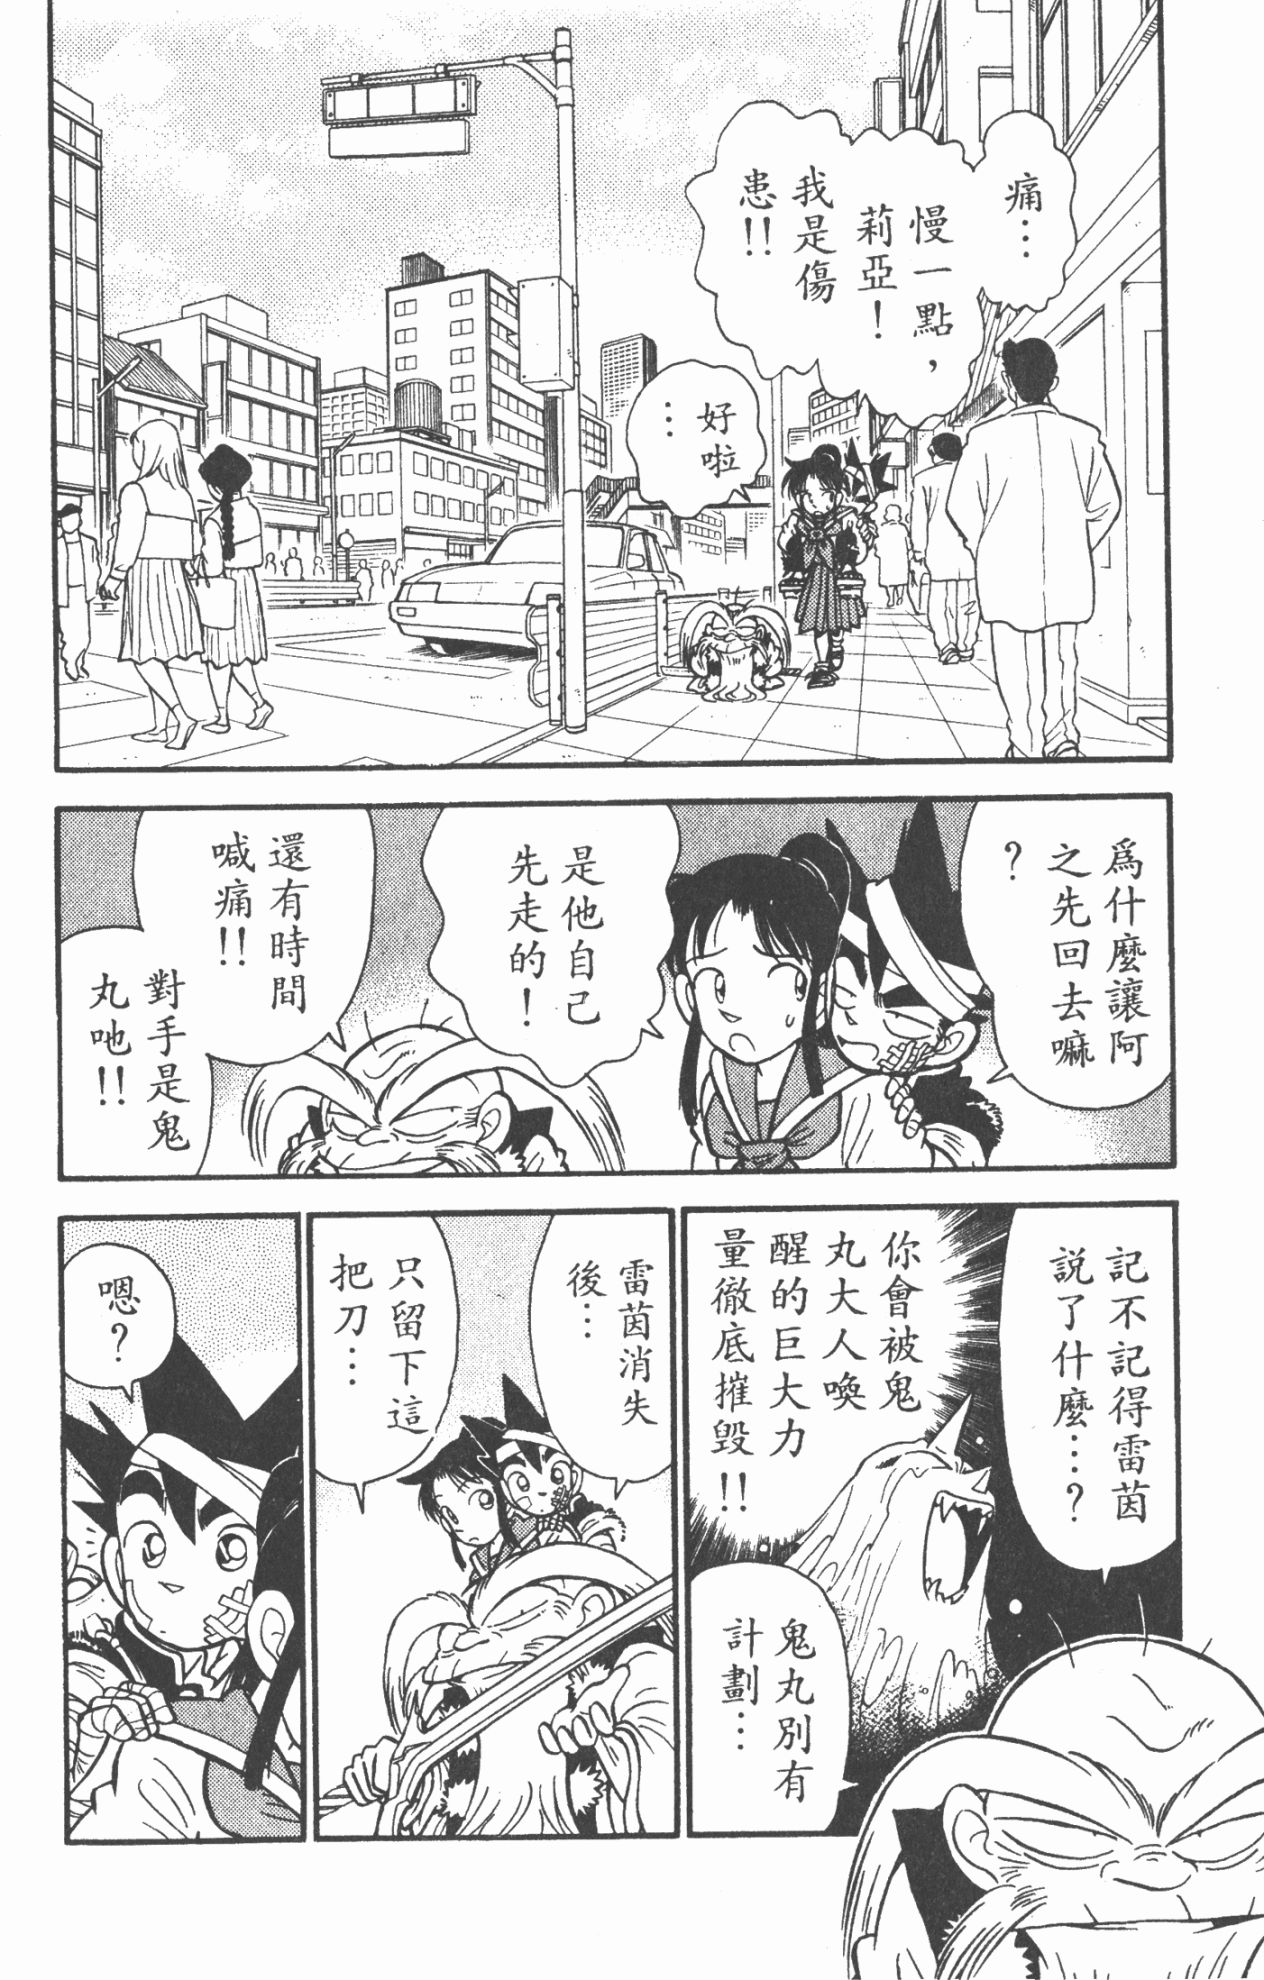 痛…
慢一點，
莉亞！
我是傷
患!!
好啦
…
爲什麼讓阿
之先回去嘛
？
是他自己
先走的！
還有時間
喊痛!!
對手是鬼
丸吔!!
記不記得雷茵
説了什麼…？
你會被鬼
丸大人喚
醒的巨大力
量徹底摧毀!!
鬼丸別有
計劃…
雷茵消失
後…
只留下這
把刀…
嗯？